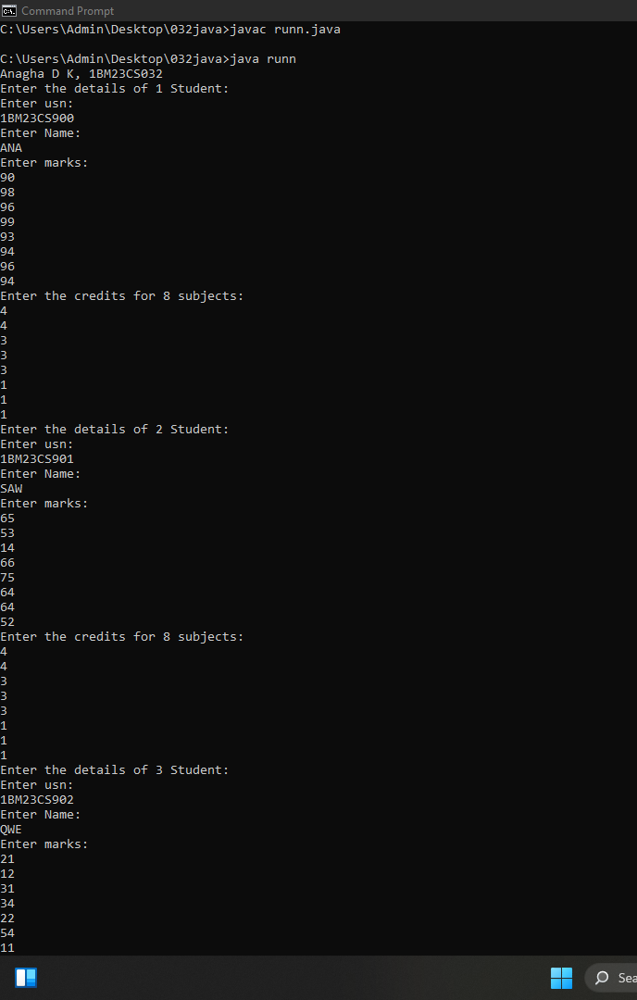 Command Prompt
C:\Users\Admin\Desktop\032java>javac runn.java
C:\Users\Admin\Desktop\032java>java runn
Anagha D K, 1BM23CS032
Enter the details of 1 Student:
Enter usn:
1BM23CS900
Enter Name:
ANA
Enter marks:
90
98
96
99
93
94
96
94
Enter the credits for 8 subjects:
4
4
3
3
3
1
1
1
Enter the details of 2 Student:
Enter usn:
1BM23CS901
Enter Name:
SAW
Enter marks:
65
53
14
66
75
64
64
52
Enter the credits for 8 subjects:
4
4
3
3
3
1
1
1
Enter the details of 3 Student:
Enter usn:
1BM23CS902
Enter Name:
QWE
Enter marks:
21
12
31
34
22
54
11
Sea